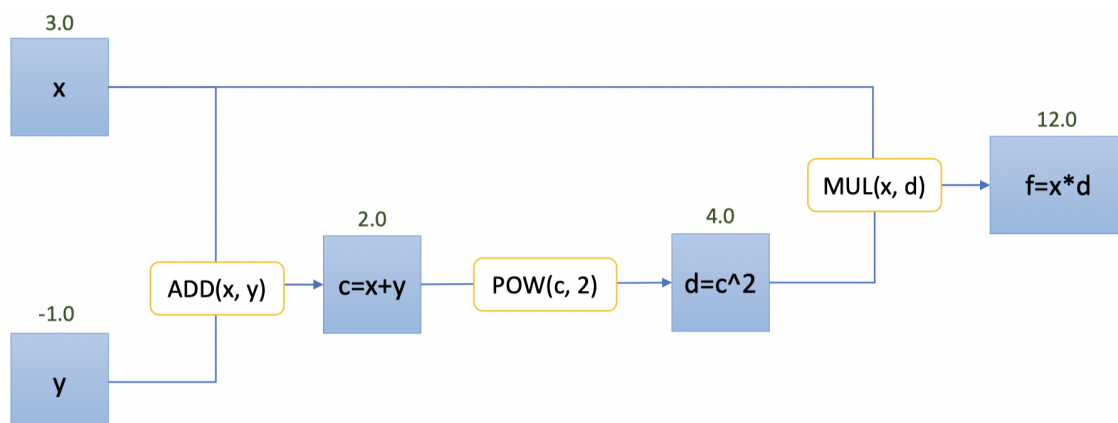 3.0
x
12.0
MUL(x, d)
f=x*d
2.0
4.0
ADD(x, y)
c=x+y
POW(c, 2)
d=c^2
-1.0
y